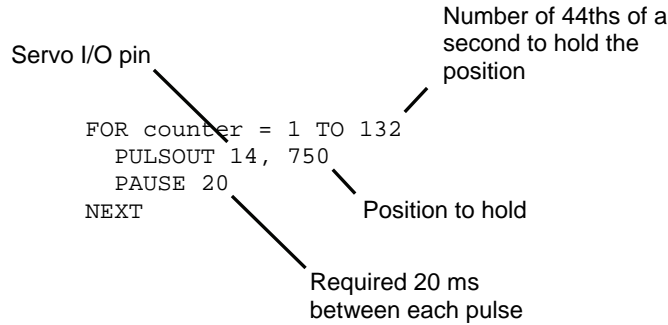 Number of 44ths of a
second to hold the
position
Servo I/O pin
FOR counter = 1 TO 132
PULSOUT 14, 750
PAUSE 20
NEXT
Position to hold
Required 20 ms
between each pulse